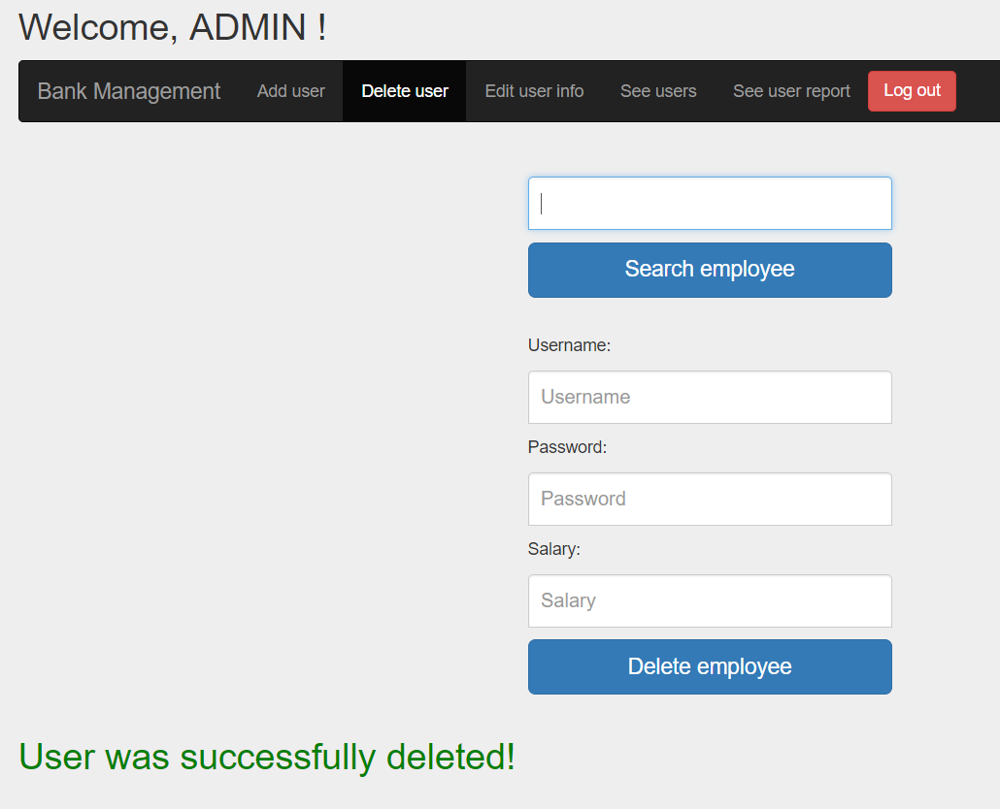 Welcome, ADMIN !
Bank Management Add user Delete user Edit user info See users See user report Log out
Search employee
Username:
Username
Password:
Password
Salary:
Salary
Delete employee
User was successfully deleted!